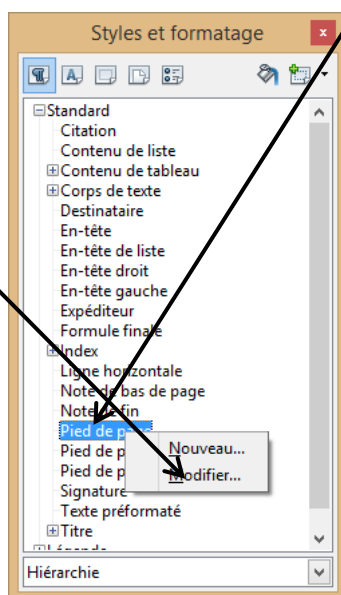 Styles et formatage
Standard
Citation
Contenu de liste
Contenu de tableau
Corps de texte
Destinataire
En-tête
En-tête de liste
En-tête droit
En-tête gauche
Expéditeur
Formule finale
Index
Ligne horizontale
Note de bas de page
Note de fin
Pied de page
Pied de p
Nouveau...
Pied de p
Modifier...
Signature
Texte préformaté
Titre
Légende
Hiérarchie